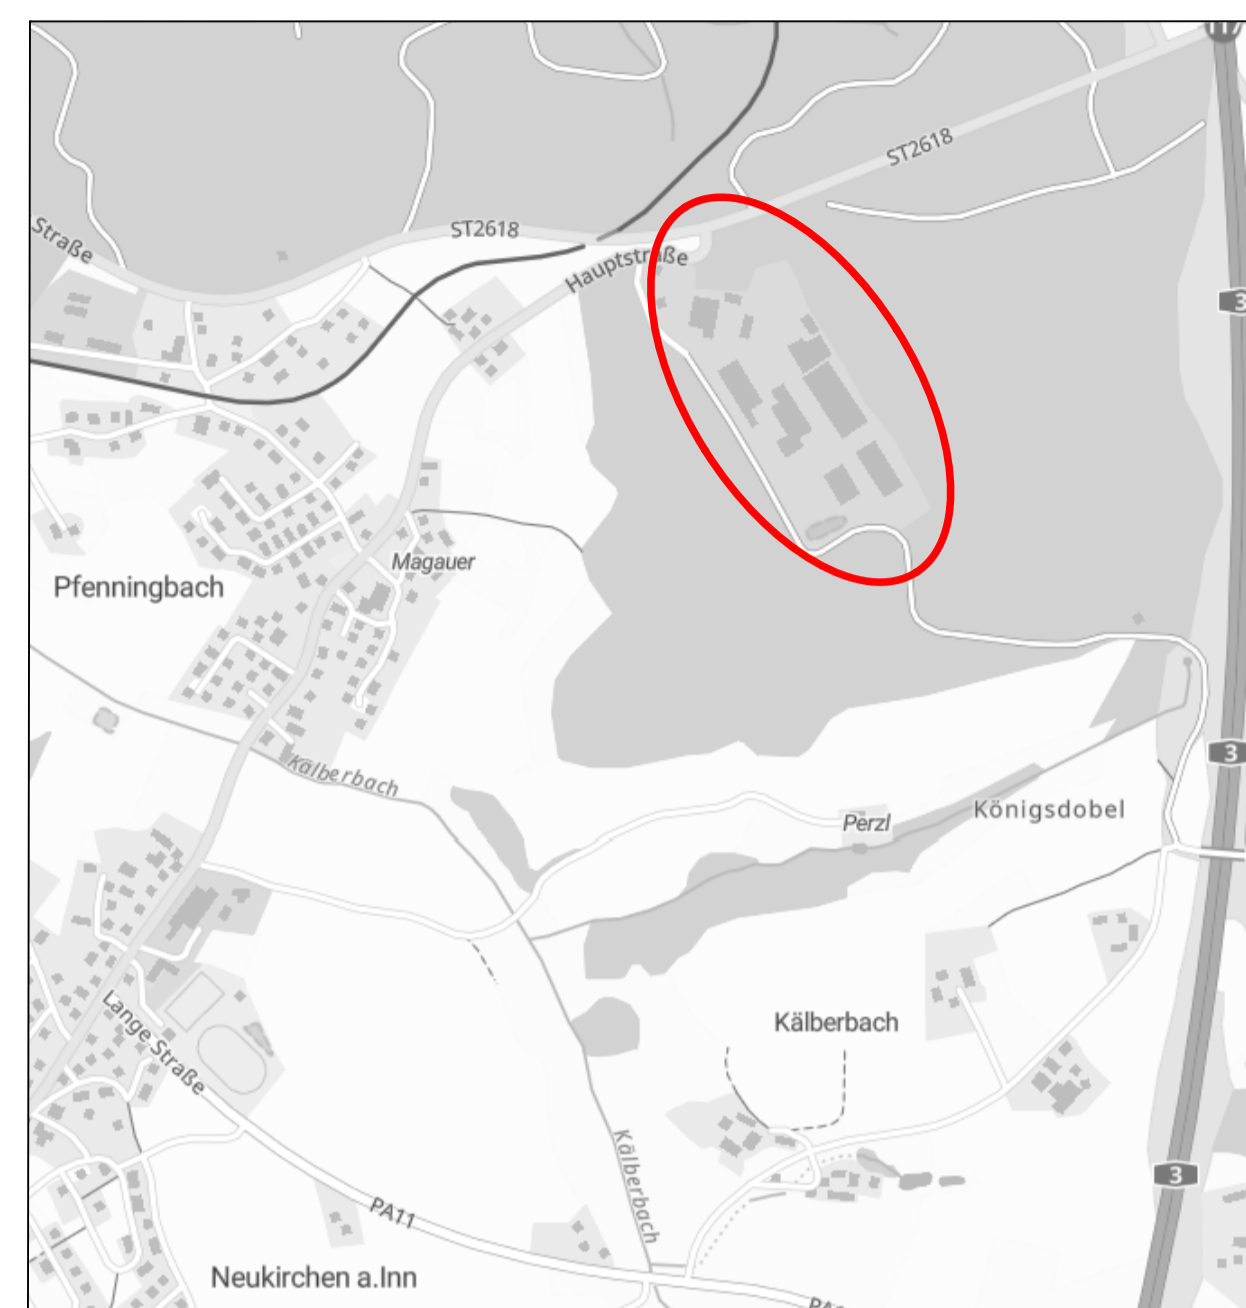 ST2618
Straße
ST2618
Hauptstraße
3
Magauer
Pfenningbach
3
Kälberbach
Königsdobel
Perzl
Lange Straße
Kälberbach
Kälberbach
3
PA11
Neukirchen a.Inn